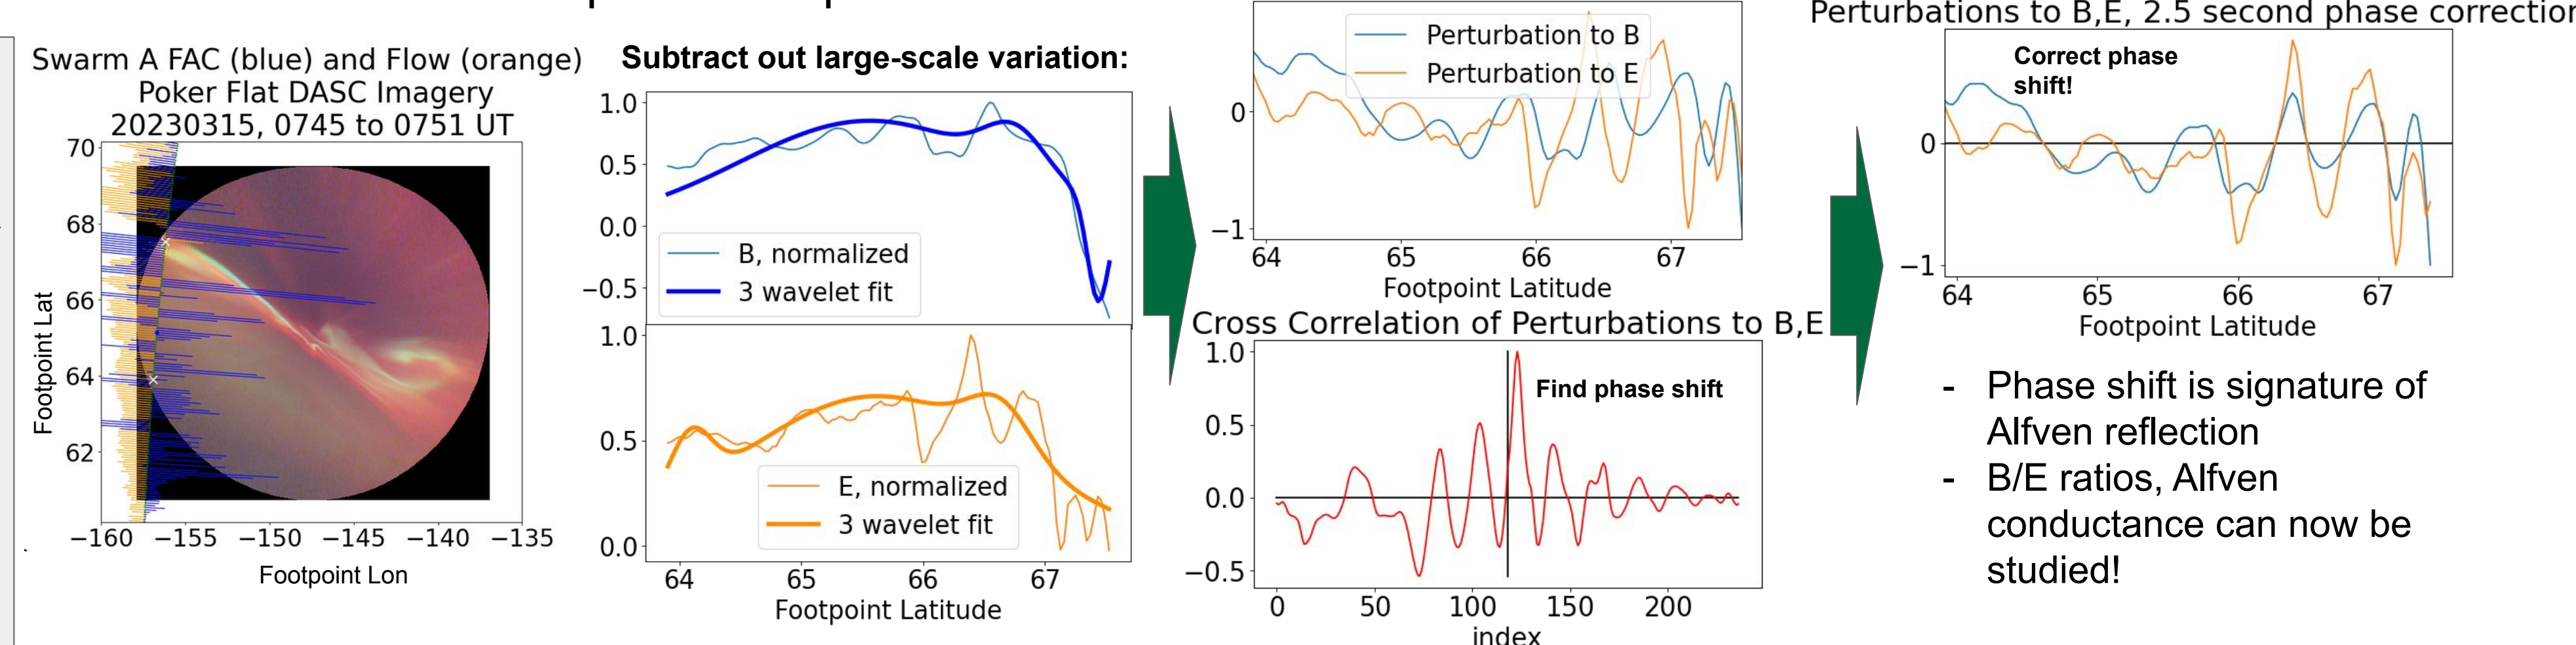 Swarm A FAC (blue) and Flow (orange)
Poker Flat DASC Imagery
20230315, 0745 to 0751 UT
70
68
66
64
62
Footpoint Lat
−160
−155
−150
−145
−140
−135
Footpoint Lon
Subtract out large-scale variation:
1.0
0.5
0.0
−0.5
B, normalized
3 wavelet fit
1.0
0.5
0.0
E, normalized
3 wavelet fit
64
65
66
67
Footpoint Latitude
Perturbation to B
Perturbation to E
0
−1
64
65
66
67
Footpoint Latitude
Cross Correlation of Perturbations to B,E
1.0
0.5
0.0
−0.5
Find phase shift
0
50
100
150
200
index
Perturbations to B,E, 2.5 second phase correction
Correct phase
shift!
0
−1
64
65
66
67
Footpoint Latitude
- Phase shift is signature of
Alfven reflection
- B/E ratios, Alfven
conductance can now be
studied!